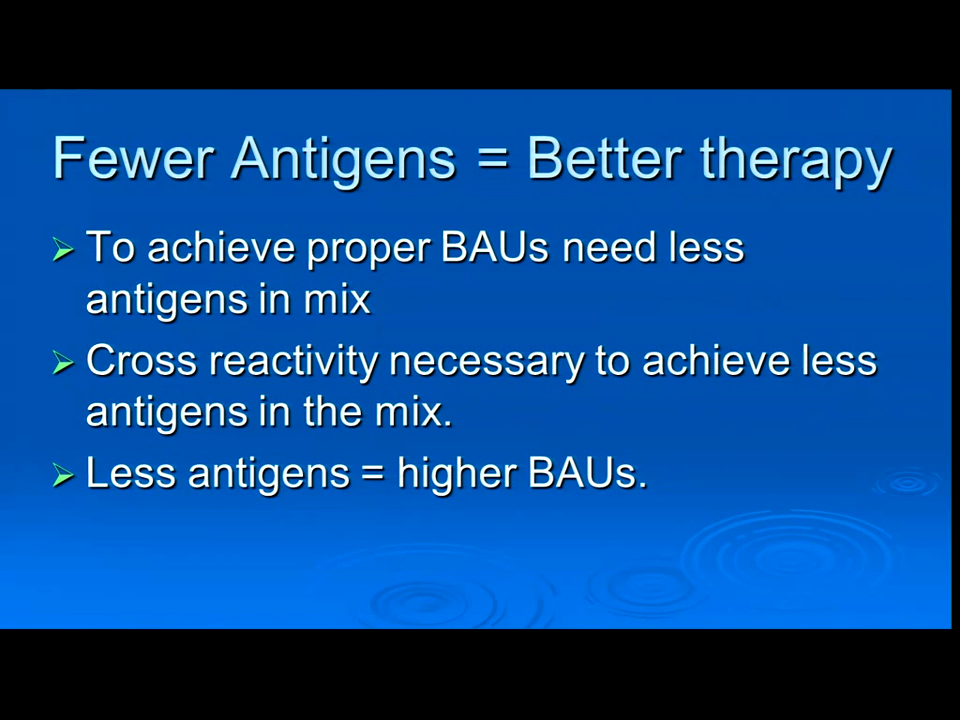 Fewer Antigens = Better therapy
To achieve proper BAUs need less
antigens in mix
Cross reactivity necessary to achieve less
antigens in the mix.
Less antigens = higher BAUs.